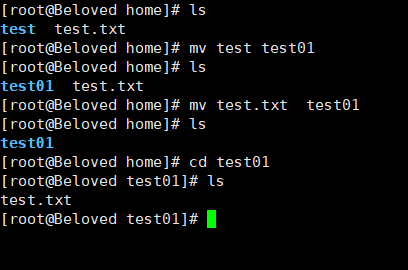 [root@Beloved home]# ls
test  test.txt
[root@Beloved home]# mv test test01
[root@Beloved home]# ls
test01  test.txt
[root@Beloved home]# mv test.txt  test01
[root@Beloved home]# ls
test01
[root@Beloved home]# cd test01
[root@Beloved test01]# ls
test.txt
[root@Beloved test01]#